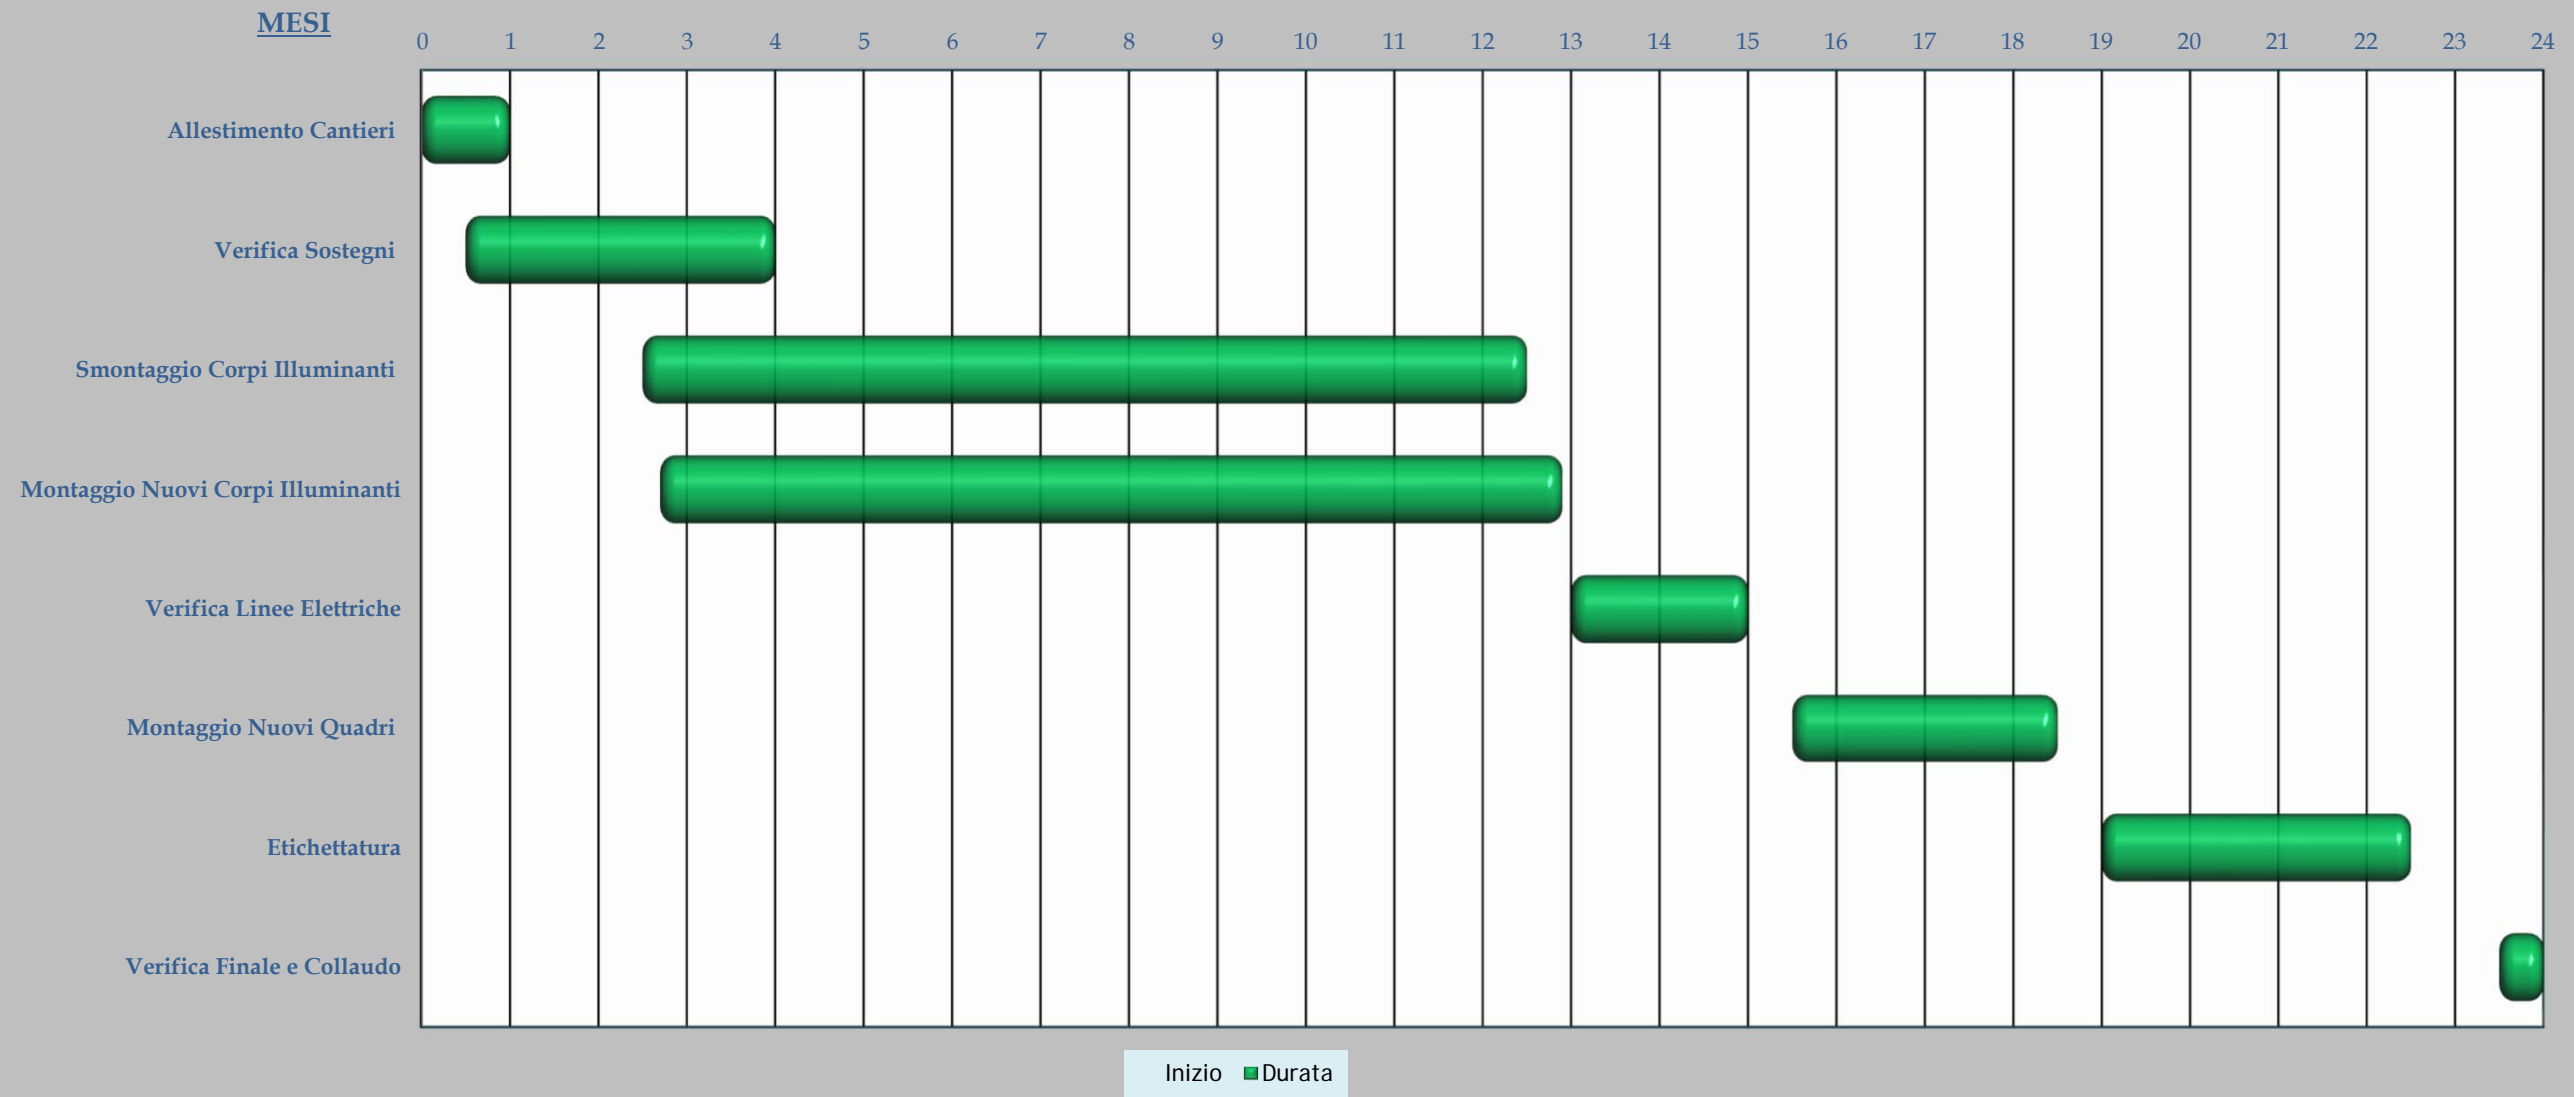 MESI
0 1 2 3 4 5 6 7 8 9 10 11 12 13 14 15 16 17 18 19 20 21 22 23 24
Allestimento Cantieri
Verifica Sostegni
Smontaggio Corpi Illuminanti
Montaggio Nuovi Corpi Illuminanti
Verifica Linee Elettriche
Montaggio Nuovi Quadri
Etichettatura
Verifica Finale e Collaudo
Inizio Durata